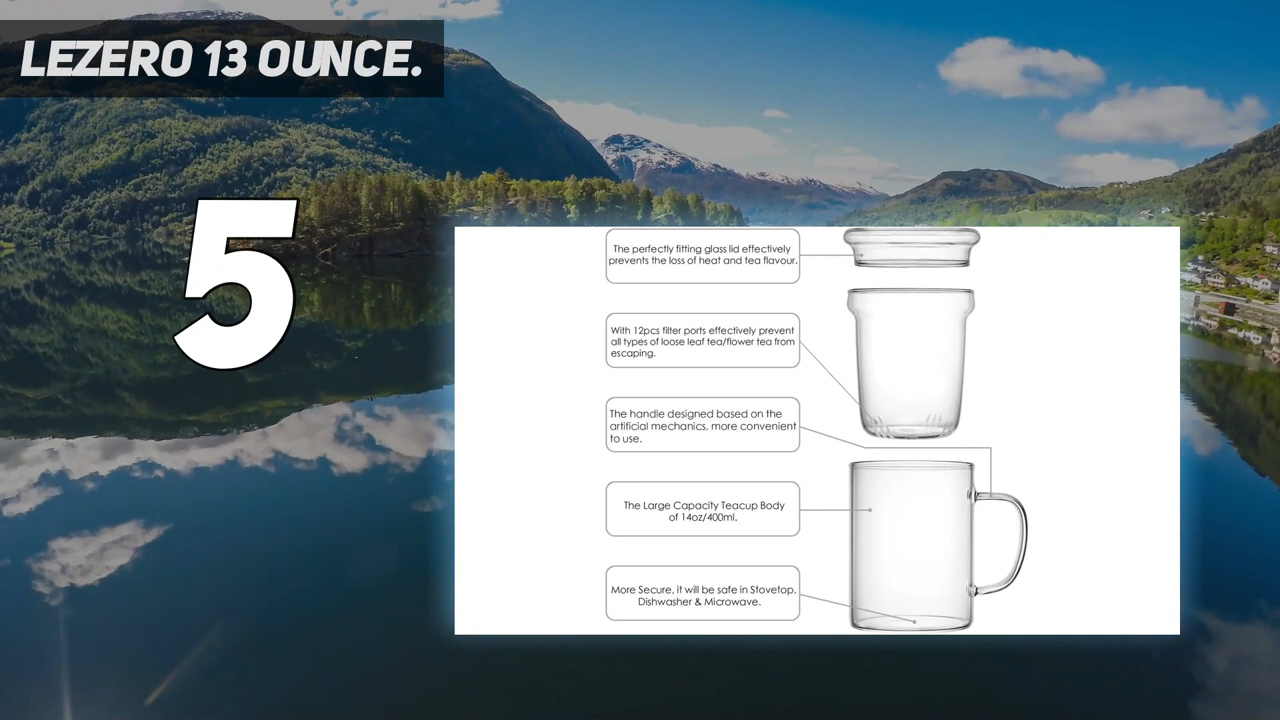 LEZERO 13 OUNCE.
5
The perfectly fitting glass lid effectively
prevents the loss of heat and tea flavour.
With 12pcs filter ports effectively prevent
all types of loose leaf tea/flower tea from
escaping.
The handle designed based on the
artificial mechanics, more convenient
to use.
The Large Capacity Teacup Body
of 14oz/400ml.
More Secure, it will be safe in Stovetop,
Dishwasher & Microwave.